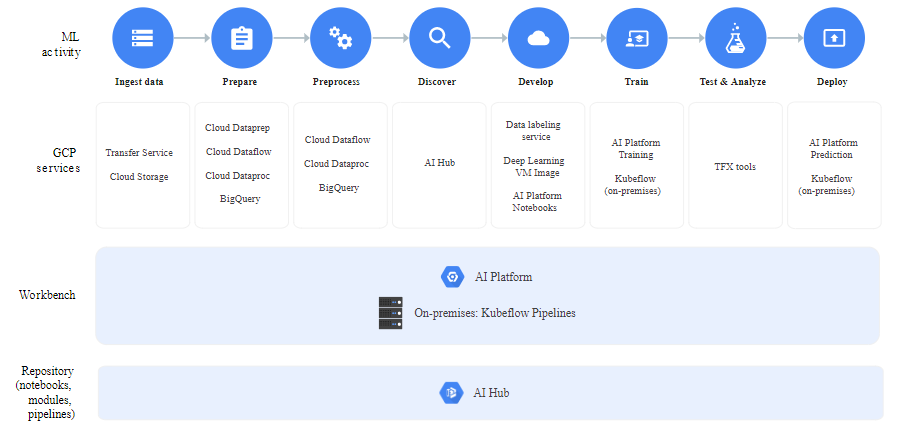 ML
activity
Ingest data
Prepare
Preprocess
Discover
Develop
Train
Test & Analyze
Deploy
GCP
services
Transfer Service
Cloud Storage
Cloud Dataprep
Cloud Dataflow
Cloud Dataproc
BigQuery
Cloud Dataflow
Cloud Dataproc
BigQuery
AI Hub
Data labeling
service
Deep Learning
VM Image
AI Platform
Notebooks
AI Platform
Training
Kubeflow
(on-premises)
TFX tools
AI Platform
Prediction
Kubeflow
(on-premises)
Workbench
AI Platform
On-premises: Kubeflow Pipelines
Repository
(notebooks,
modules,
pipelines)
AI Hub